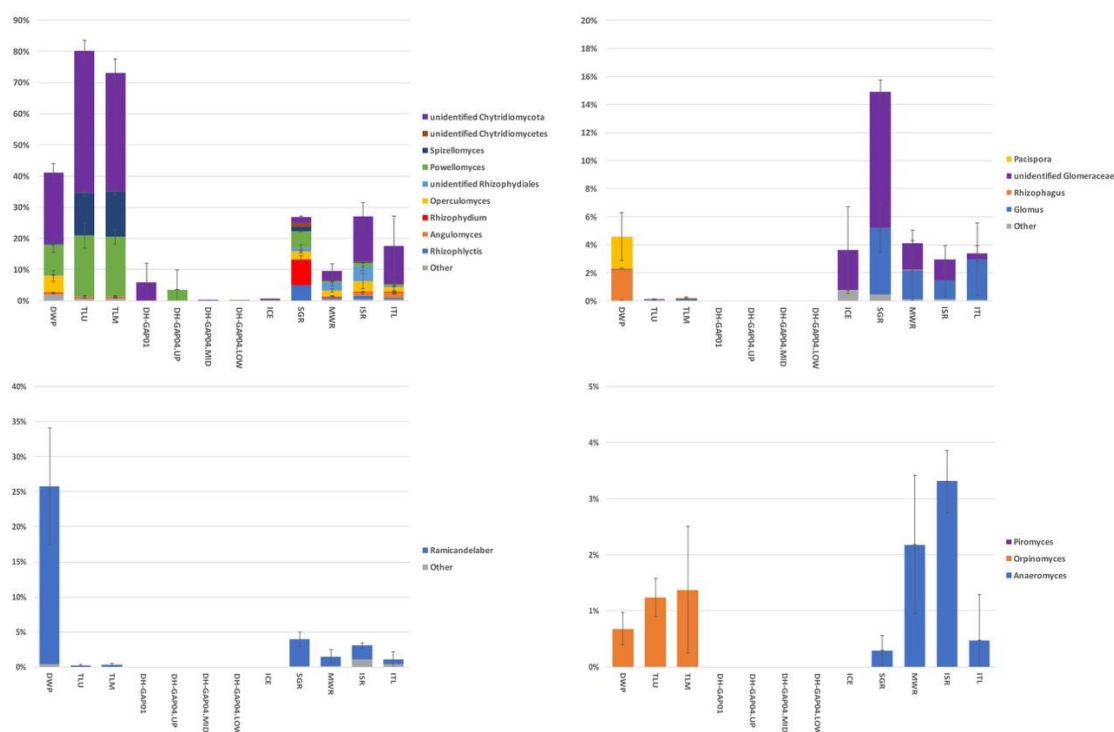 90%
80%
70%
60%
50%
40%
30%
20%
10%
0%
unidentified Chytridiomycota
unidentified Chytridiomycetes
Spizellomyces
Powellomyces
unidentified Rhizophydiales
Operculomyces
Rhizophydium
Angulomyces
Rhizophlyctis
Other
DWP
TLU
TLM
DH-GAP01
DH-GAP04.UP
DH-GAP04.MID
DH-GAP04.LOW
ICE
SGR
MWR
ISR
ITL
20%
18%
16%
14%
12%
10%
8%
6%
4%
2%
0%
Pacispora
unidentified Glomeraceae
Rhizophagus
Glomus
Other
DWP
TLU
TLM
DH-GAP01
DH-GAP04.UP
DH-GAP04.MID
DH-GAP04.LOW
ICE
SGR
MWR
ISR
ITL
40%
35%
30%
25%
20%
15%
10%
5%
0%
Ramicandelaber
Other
DWP
TLU
TLM
DH-GAP01
DH-GAP04.UP
DH-GAP04.MID
DH-GAP04.LOW
ICE
SGR
MWR
ISR
ITL
5%
4%
3%
2%
1%
0%
Piromyces
Orpinomyces
Anaeromyces
DWP
TLU
TLM
DH-GAP01
DH-GAP04.UP
DH-GAP04.MID
DH-GAP04.LOW
ICE
SGR
MWR
ISR
ITL